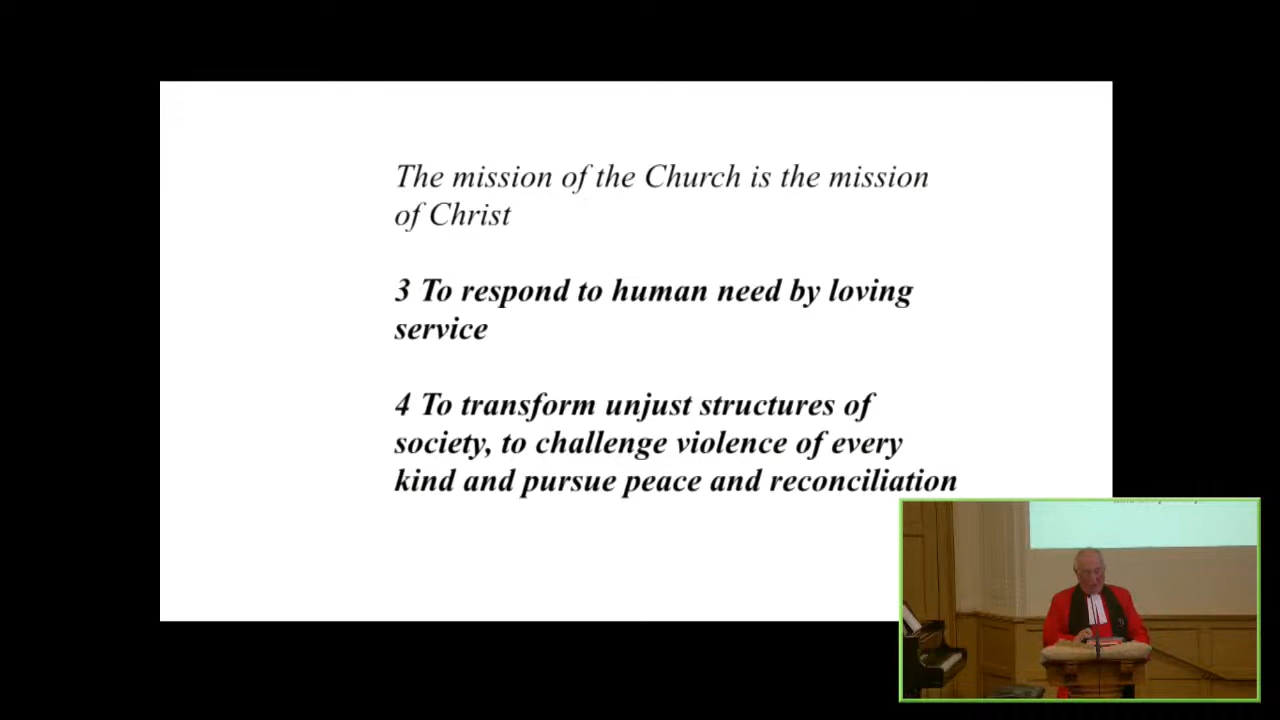 The mission of the Church is the mission
of Christ
3 To respond to human need by loving
service
4 To transform unjust structures of
society, to challenge violence of every
kind and pursue peace and reconciliation